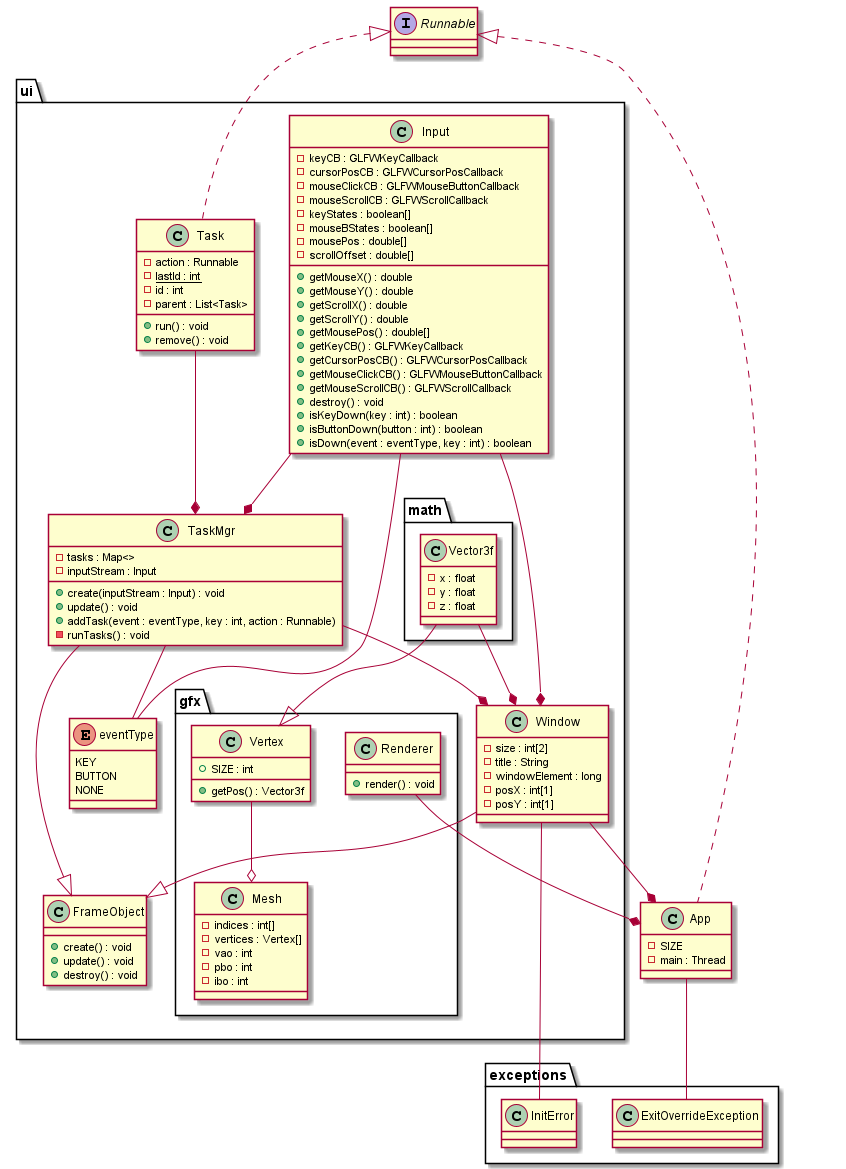 I Runnable
ui
C Input
keyCB : GLFWKeyCallback
cursorPosCB : GLFWCursorPosCallback
mouseClickCB : GLFWMouseButtonCallback
mouseScrollCB : GLFWScrollCallback
keyStates : boolean[]
mouseBStates : boolean[]
mousePos : double[]
scrollOffset : double[]
getMouseX() : double
getMouseY() : double
getScrollX() : double
getScrollY() : double
getMousePos() : double[]
getKeyCB() : GLFWKeyCallback
getCursorPosCB() : GLFWCursorPosCallback
getMouseClickCB() : GLFWMouseButtonCallback
getMouseScrollCB() : GLFWScrollCallback
destroy() : void
isKeyDown(key : int) : boolean
isButtonDown(button : int) : boolean
isDown(event : eventType, key : int) : boolean
C Task
action : Runnable
lastId : int
id : int
parent : List<Task>
run() : void
remove() : void
C TaskMgr
tasks : Map<>
inputStream : Input
create(inputStream : Input) : void
update() : void
addTask(event : eventType, key : int, action : Runnable)
runTasks() : void
math
C Vector3f
x : float
y : float
z : float
E eventType
KEY
BUTTON
NONE
gfx
C Vertex
SIZE : int
getPos() : Vector3f
C Renderer
render() : void
C Window
size : int[2]
title : String
windowElement : long
posX : int[1]
posY : int[1]
C FrameObject
create() : void
update() : void
destroy() : void
C Mesh
indices : int[]
vertices : Vertex[]
vao : int
pbo : int
ibo : int
C App
SIZE
main : Thread
exceptions
C InitError
C ExitOverrideException